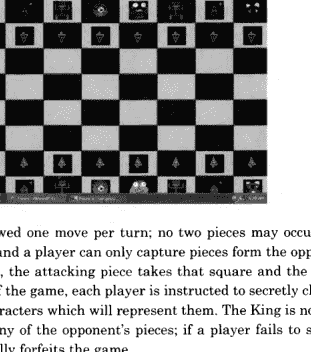 wed one move per turn; no two pieces may occu
and a player can only capture pieces form the opp
, the attacking piece takes that square and the
f the game, each player is instructed to secretly cl
racters which will represent them. The King is no
ny of the opponent's pieces; if a player fails to s
lly forfeits the game